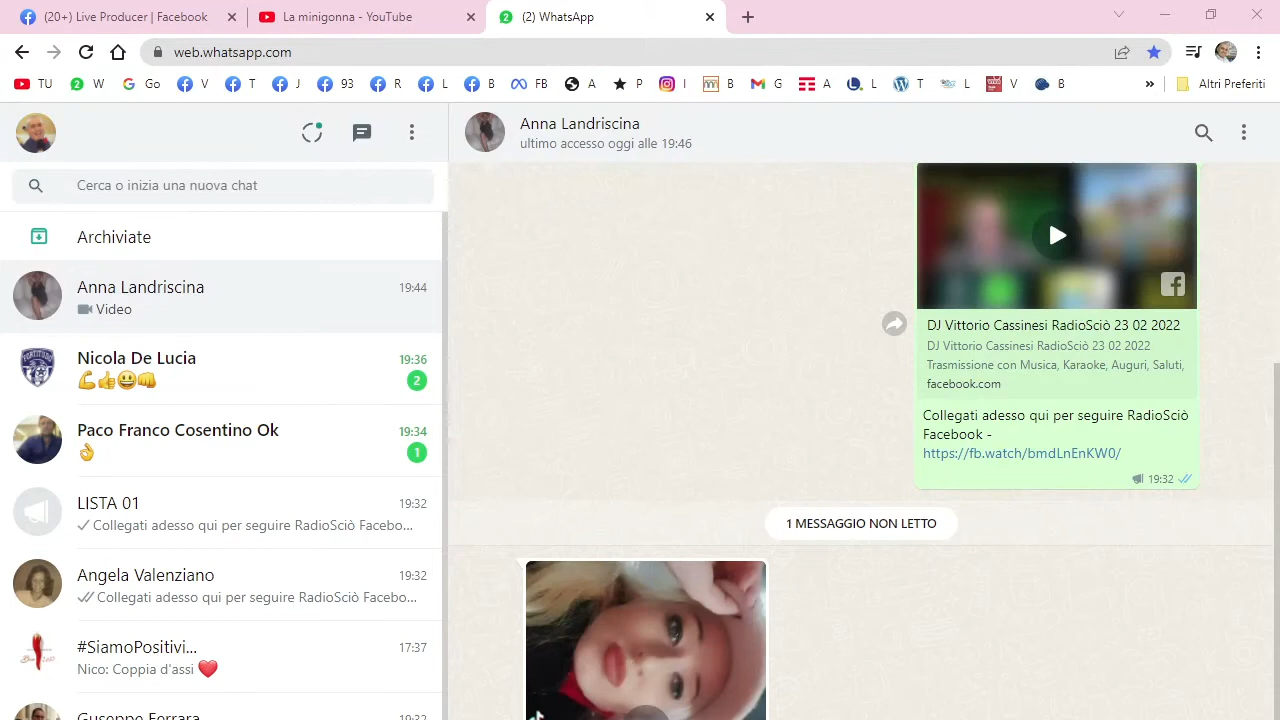 (20+) Live Producer | Facebook
La minigonna - YouTube
(2) WhatsApp
web.whatsapp.com
TU W Go V T J 93 R L B FB A P I B G A L T L V B » Altri Preferiti
Anna Landriscina
ultimo accesso oggi alle 19:46
Cerca o inizia una nuova chat
Archiviate
Anna Landriscina 19:44
Video
Nicola De Lucia 19:36
💪👍😃👊 2
Paco Franco Cosentino Ok 19:34
👌 1
LISTA 01 19:32
Collegati adesso qui per seguire RadioSciò Facebo...
Angela Valenziano 19:32
Collegati adesso qui per seguire RadioSciò Facebo...
#SiamoPositivi... 17:37
Nico: Coppia d'assi ❤️
Guseppe Ferrara 19:32
DJ Vittorio Cassinesi RadioSciò 23 02 2022
DJ Vittorio Cassinesi RadioSciò 23 02 2022
Trasmissione con Musica, Karaoke, Auguri, Saluti,
facebook.com
Collegati adesso qui per seguire RadioSciò
Facebook -
https://fb.watch/bmdLnEnKW0/
19:32
1 MESSAGGIO NON LETTO